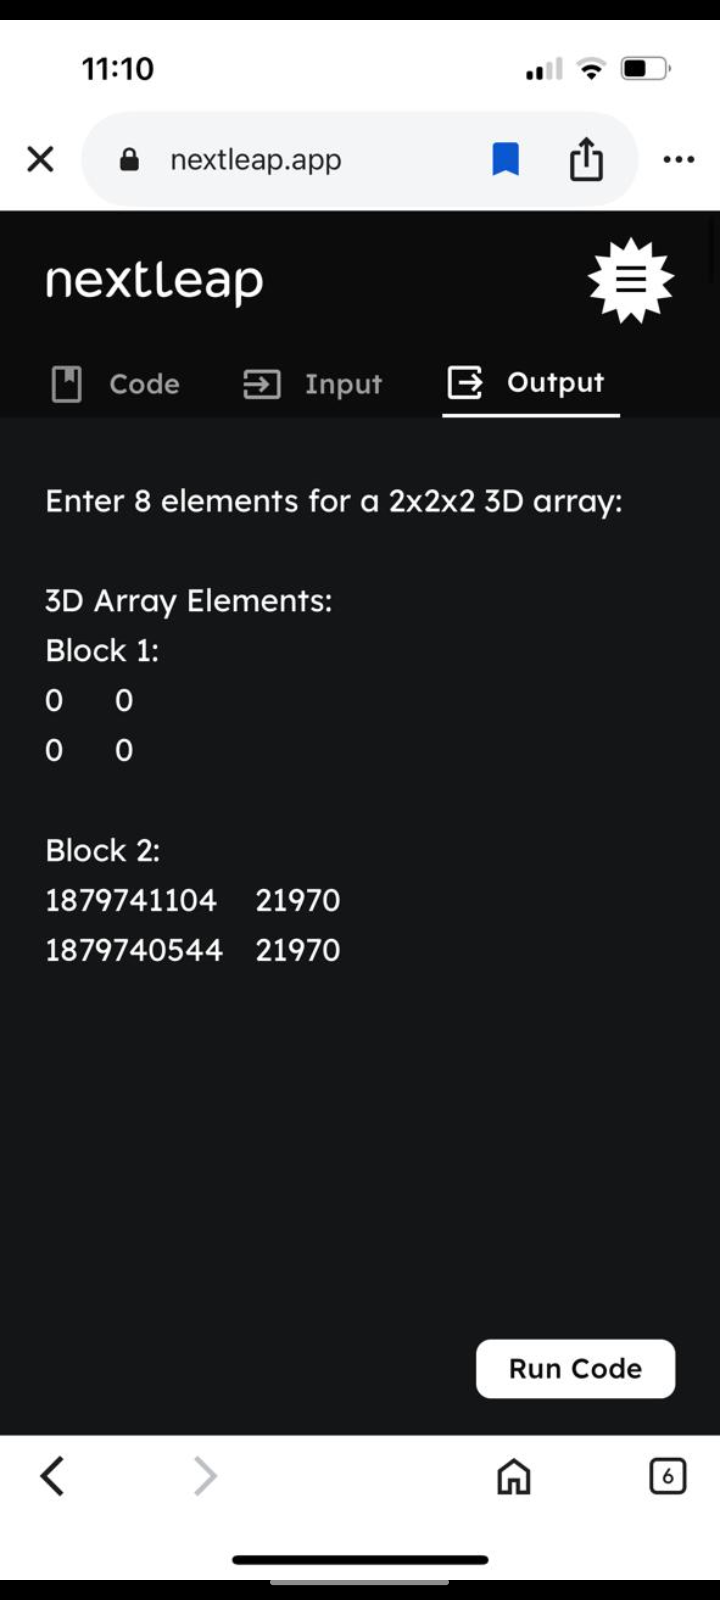 11:10
nextleap.app
nextleap
Code Input Output
Enter 8 elements for a 2x2x2 3D array:
3D Array Elements:
Block 1:
0 0
0 0
Block 2:
1879741104 21970
1879740544 21970
Run Code
6